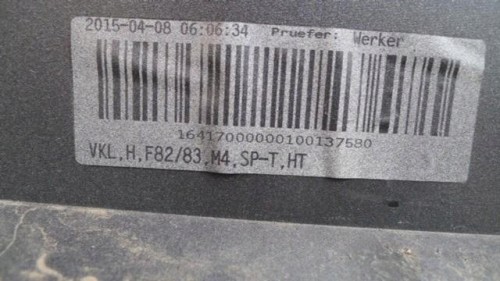 2015-04-08 06:06:34 Pruefer: Werker
16417000000100137580
VKL,H,F82/83,M4,SP-T,HT